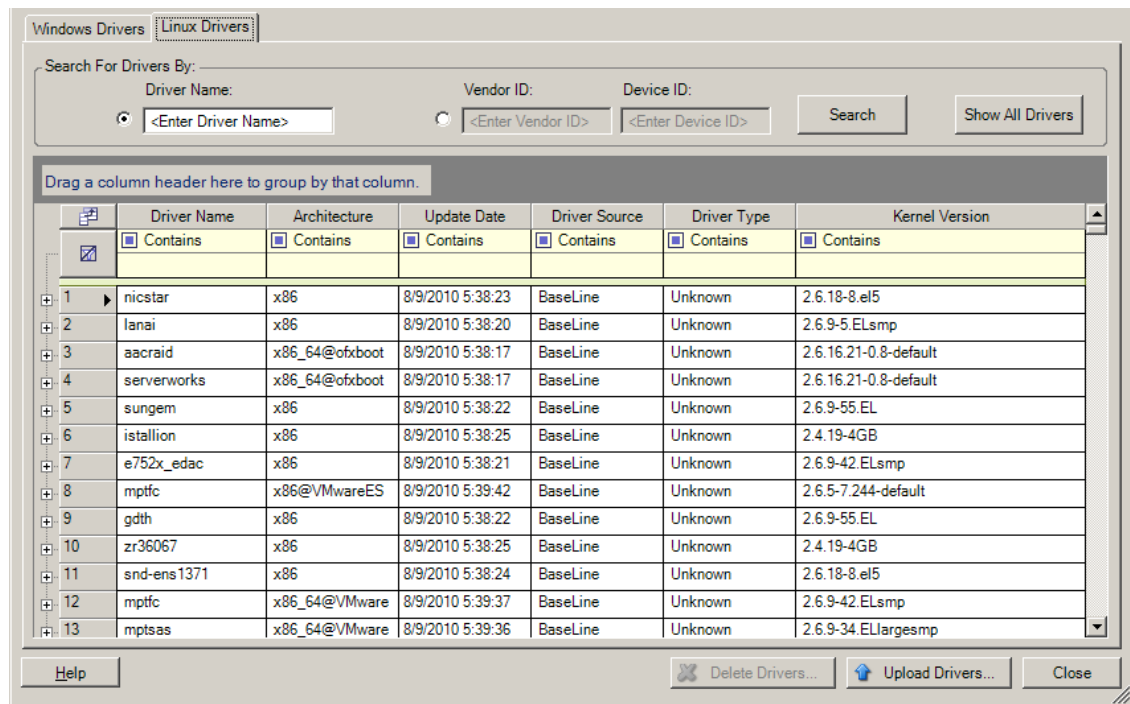 Windows Drivers Linux Drivers
Search For Drivers By:
Driver Name: Vendor ID: Device ID:
<Enter Driver Name> <Enter Vendor ID> <Enter Device ID> Search Show All Drivers
Drag a column header here to group by that column.
Driver Name Architecture Update Date Driver Source Driver Type Kernel Version
Contains Contains Contains Contains Contains Contains
1 nicstar x86 8/9/2010 5:38:23 BaseLine Unknown 2.6.18-8.el5
2 lanai x86 8/9/2010 5:38:20 BaseLine Unknown 2.6.9-5.ELsmp
3 aacraid x86_64@ofxboot 8/9/2010 5:38:17 BaseLine Unknown 2.6.16.21-0.8-default
4 serverworks x86_64@ofxboot 8/9/2010 5:38:17 BaseLine Unknown 2.6.16.21-0.8-default
5 sungem x86 8/9/2010 5:38:22 BaseLine Unknown 2.6.9-55.EL
6 istallion x86 8/9/2010 5:38:25 BaseLine Unknown 2.4.19-4GB
7 e752x_edac x86 8/9/2010 5:38:21 BaseLine Unknown 2.6.9-42.ELsmp
8 mptfc x86@VMwareES 8/9/2010 5:39:42 BaseLine Unknown 2.6.5-7.244-default
9 gdth x86 8/9/2010 5:38:22 BaseLine Unknown 2.6.9-55.EL
10 zr36067 x86 8/9/2010 5:38:25 BaseLine Unknown 2.4.19-4GB
11 snd-ens1371 x86 8/9/2010 5:38:24 BaseLine Unknown 2.6.18-8.el5
12 mptfc x86_64@VMware 8/9/2010 5:39:37 BaseLine Unknown 2.6.9-42.ELsmp
13 mptsas x86_64@VMware 8/9/2010 5:39:36 BaseLine Unknown 2.6.9-34.ELlargesmp
Help Delete Drivers... Upload Drivers... Close